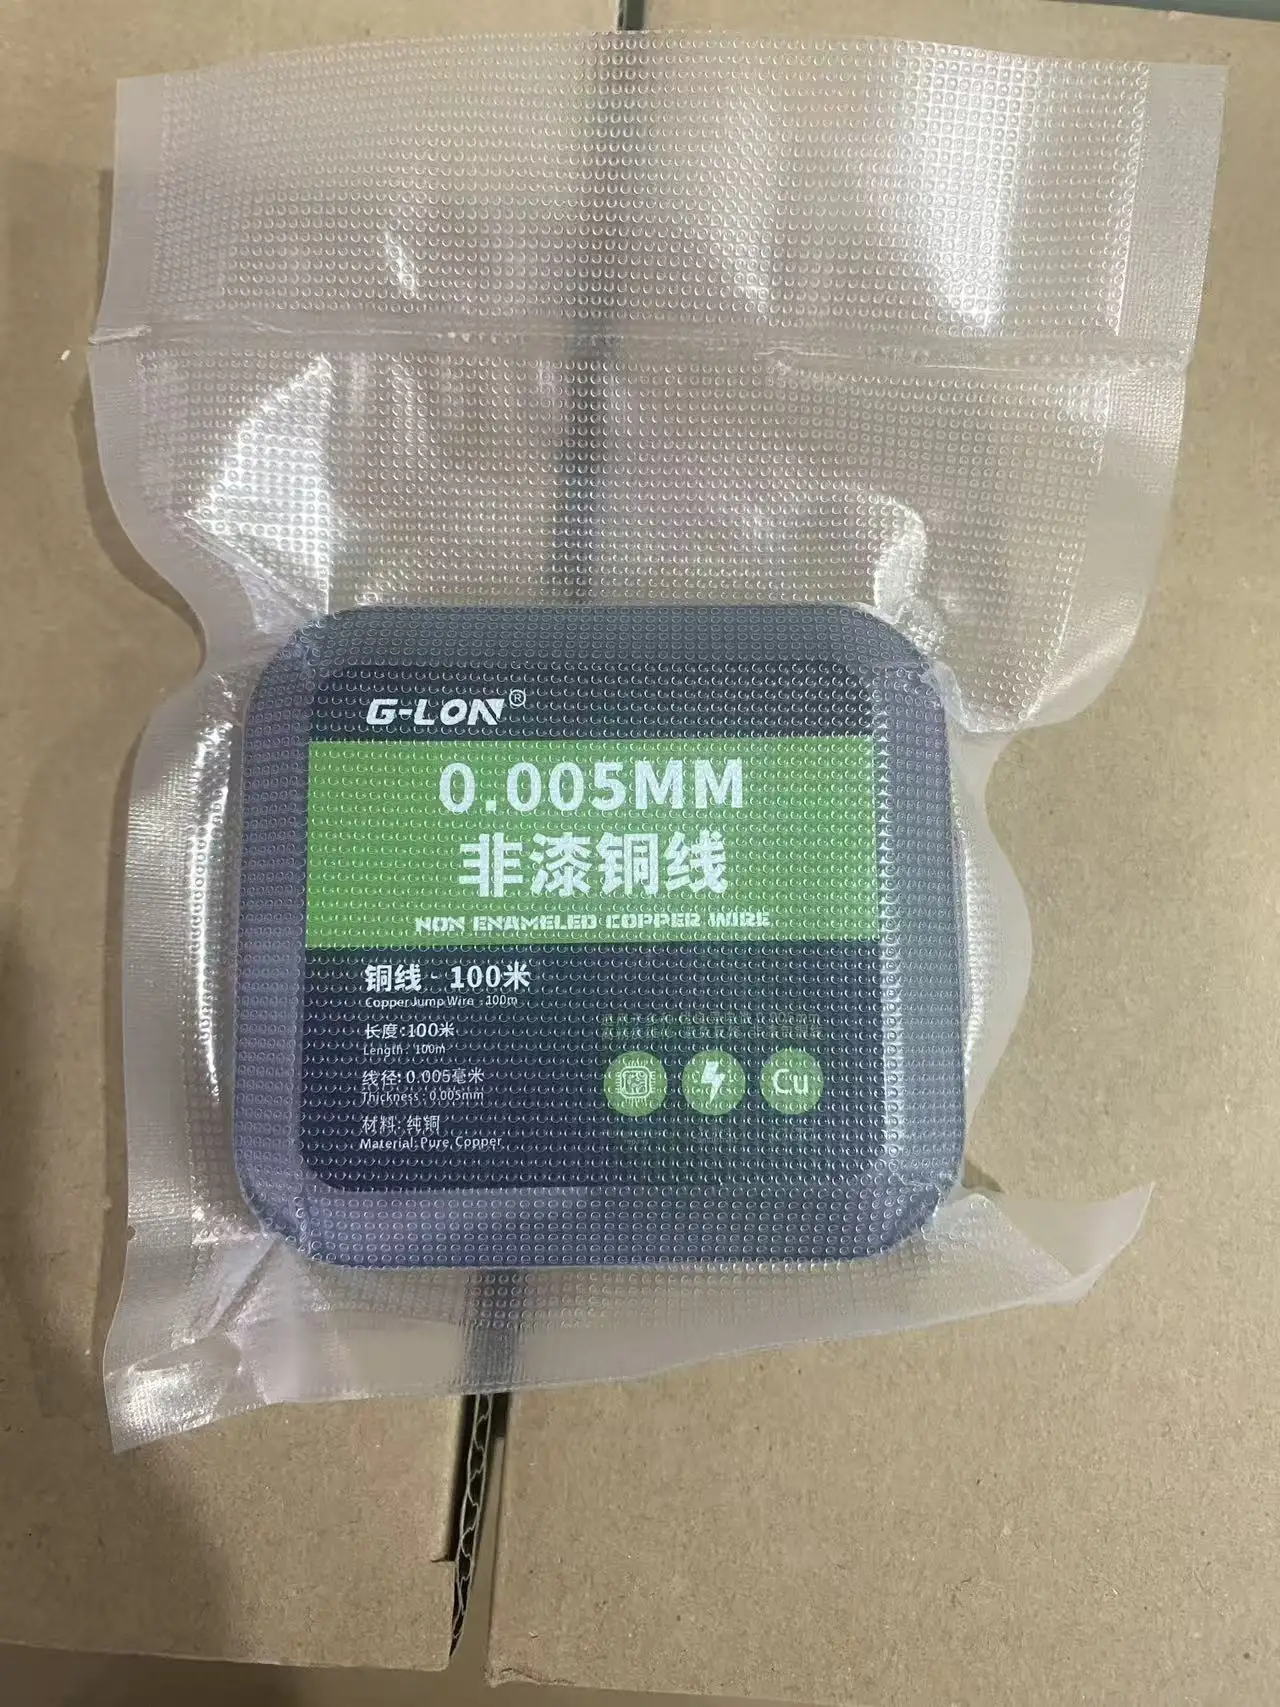 G-LON®
0.005MM
非漆铜线
NON ENAMELED COPPER WIRE
铜线 - 100米
Copper Jump Wire - 100m
长度:100米
Length: 100m
线径:0.005毫米
Thickness: 0.005mm
材料: 纯铜
Material: Pure Copper
Cu